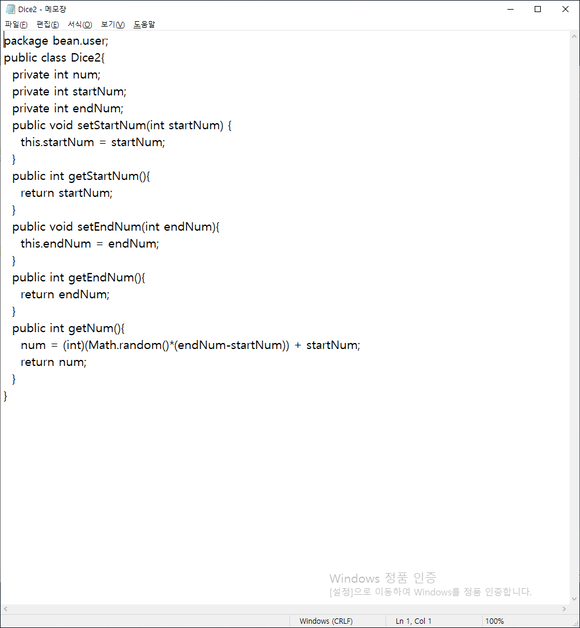 Dice2 - 메모장
파일(F) 편집(E) 서식(O) 보기(V) 도움말
package bean.user;
public class Dice2{
private int num;
private int startNum;
private int endNum;
public void setStartNum(int startNum) {
this.startNum = startNum;
}
public int getStartNum(){
return startNum;
}
public void setEndNum(int endNum){
this.endNum = endNum;
}
public int getEndNum(){
return endNum;
}
public int getNum(){
num = (int)(Math.random()*(endNum-startNum)) + startNum;
return num;
}
}
Windows 정품 인증
[설정]으로 이동하여 Windows를 정품 인증합니다.
Windows (CRLF) Ln 1, Col 1 100%